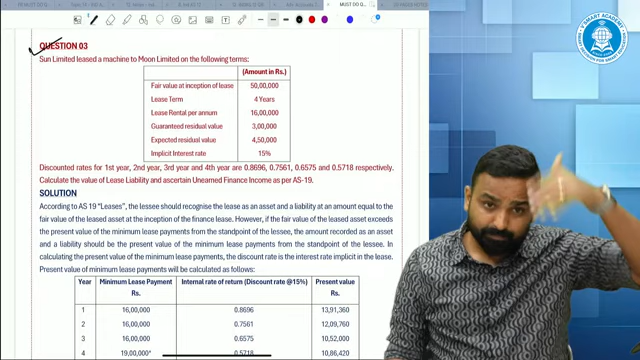 MUST DO Q...
V'SMART ACADEMY
QUESTION 03
Sun Limited leased a machine to Moon Limited on the following terms:
(Amount in Rs.)
Fair value at inception of lease 50,00,000
Lease Term 4 Years
Lease Rental per annum 16,00,000
Guaranteed residual value 3,00,000
Expected residual value 4,50,000
Implicit Interest rate 15%
Discounted rates for 1st year, 2nd year, 3rd year and 4th year are 0.8696, 0.7561, 0.6575 and 0.5718 respectively.
Calculate the value of Lease Liability and ascertain Unearned Finance Income as per AS-19.
SOLUTION
According to AS 19 “Leases”, the lessee should recognise the lease as an asset and a liability at an amount equal to the
fair value of the leased asset at the inception of the finance lease. However, if the fair value of the leased asset exceeds
the present value of the minimum lease payments from the standpoint of the lessee, the amount recorded as an asset
and a liability should be the present value of the minimum lease payments from the standpoint of the lessee. In
calculating the present value of the minimum lease payments, the discount rate is the interest rate implicit in the lease.
Present value of minimum lease payments will be calculated as follows:
Year Minimum Lease Payment Rs. Internal rate of return (Discount rate @15%) Present value Rs.
1 16,00,000 0.8696 13,91,360
2 16,00,000 0.7561 12,09,760
3 16,00,000 0.6575 10,52,000
4 19,00,000* 0.5718 10,86,420